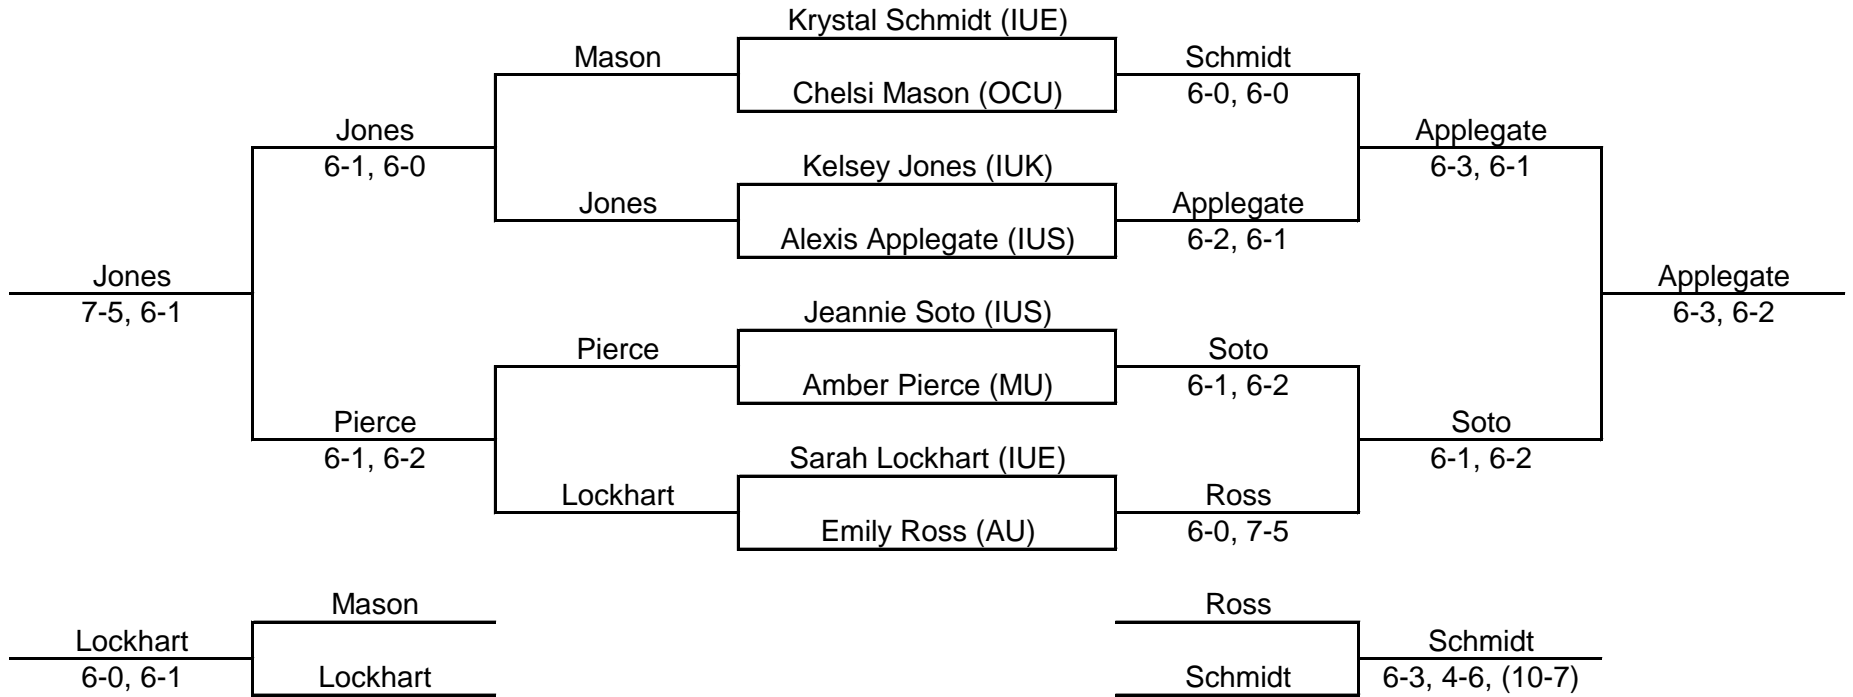 Krystal Schmidt (IUE)
Mason
Schmidt
Chelsi Mason (OCU)
6-0, 6-0
Jones
Applegate
6-1, 6-0
Kelsey Jones (IUK)
6-3, 6-1
Jones
Applegate
Alexis Applegate (IUS)
6-2, 6-1
Jones
Applegate
7-5, 6-1
Jeannie Soto (IUS)
6-3, 6-2
Pierce
Soto
Amber Pierce (MU)
6-1, 6-2
Pierce
Soto
6-1, 6-2
Sarah Lockhart (IUE)
6-1, 6-2
Lockhart
Ross
Emily Ross (AU)
6-0, 7-5
Mason
Ross
Lockhart
Schmidt
6-0, 6-1
Lockhart
Schmidt
6-3, 4-6, (10-7)